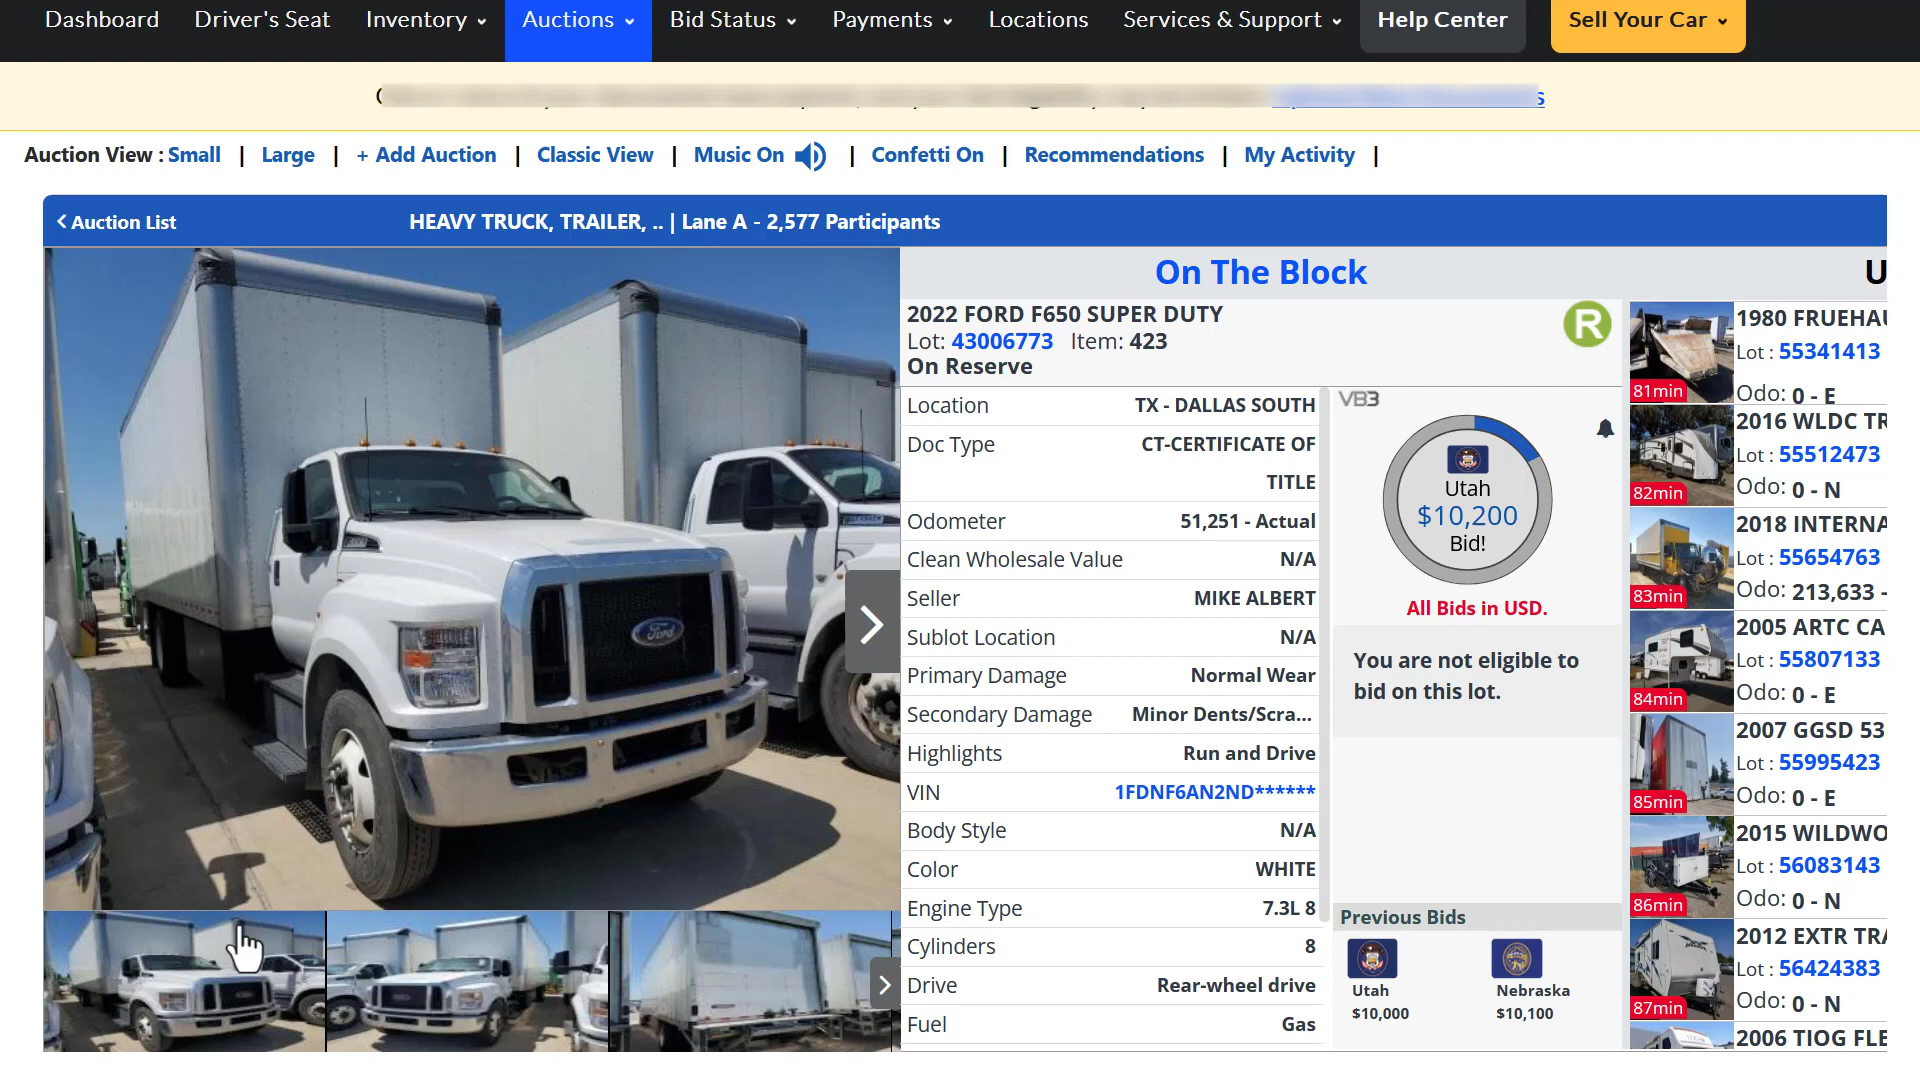 Dashboard Driver's Seat Inventory Auctions Bid Status Payments Locations Services & Support Help Center Sell Your Car
Auction View : Small | Large | + Add Auction | Classic View | Music On | Confetti On | Recommendations | My Activity |
Auction List HEAVY TRUCK, TRAILER, .. | Lane A - 2,577 Participants
On The Block
2022 FORD F650 SUPER DUTY
Lot: 43006773 Item: 423
On Reserve
R
Location TX - DALLAS SOUTH
Doc Type CT-CERTIFICATE OF
TITLE
Odometer 51,251 - Actual
Clean Wholesale Value N/A
Seller MIKE ALBERT
Sublot Location N/A
Primary Damage Normal Wear
Secondary Damage Minor Dents/Scra...
Highlights Run and Drive
VIN 1FDNF6AN2ND******
Body Style N/A
Color WHITE
Engine Type 7.3L 8
Cylinders 8
Drive Rear-wheel drive
Fuel Gas
VB3
Utah
$10,200
Bid!
All Bids in USD.
You are not eligible to
bid on this lot.
Previous Bids
Utah
$10,000
Nebraska
$10,100
U
1980 FRUEHAU
Lot : 55341413
81min
Odo: 0 - E
2016 WLDC TR
Lot : 55512473
82min
Odo: 0 - N
2018 INTERNA
Lot : 55654763
83min
Odo: 213,633 -
2005 ARTC CA
Lot : 55807133
84min
Odo: 0 - E
2007 GGSD 53
Lot : 55995423
85min
Odo: 0 - E
2015 WILDWO
Lot : 56083143
86min
Odo: 0 - N
2012 EXTR TRA
Lot : 56424383
87min
Odo: 0 - N
2006 TIOG FLE
Ford